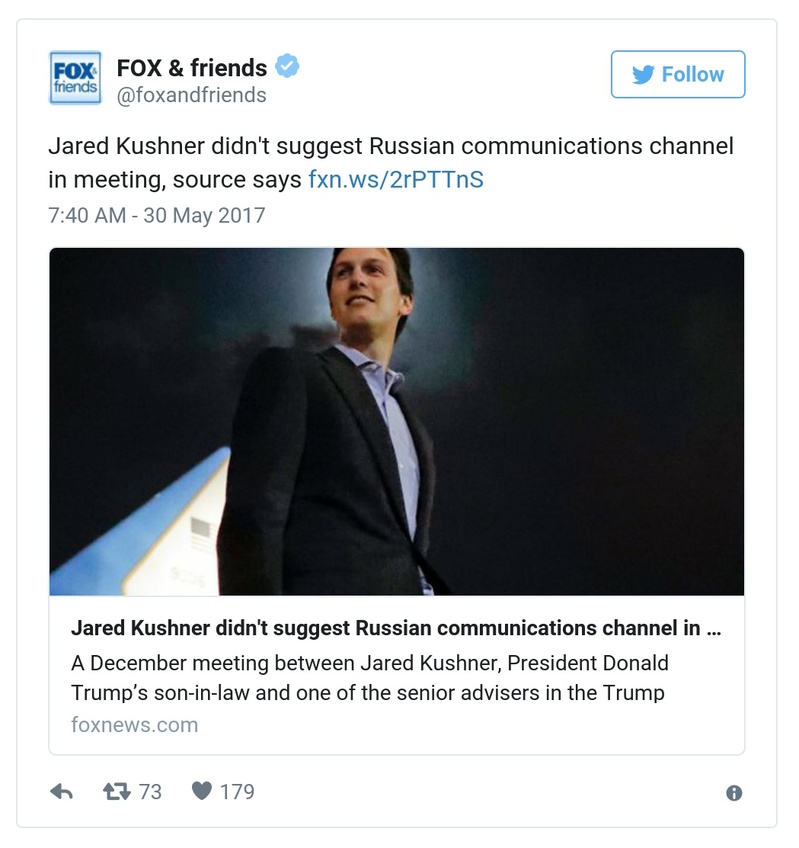 FOX&
friends
FOX & friends
@foxandfriends
Follow
Jared Kushner didn't suggest Russian communications channel
in meeting, source says fxn.ws/2rPTTnS
7:40 AM - 30 May 2017
Jared Kushner didn't suggest Russian communications channel in ...
A December meeting between Jared Kushner, President Donald
Trump’s son-in-law and one of the senior advisers in the Trump
foxnews.com
73
179